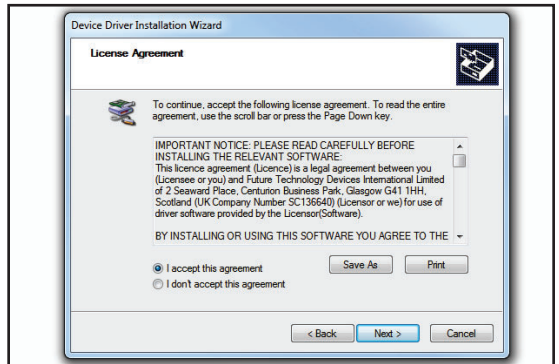 Device Driver Installation Wizard
License Agreement
To continue, accept the following license agreement. To read the entire
agreement, use the scroll bar or press the Page Down key.
IMPORTANT NOTICE: PLEASE READ CAREFULLY BEFORE
INSTALLING THE RELEVANT SOFTWARE:
This licence agreement (Licence) is a legal agreement between you
(Licensee or you) and Future Technology Devices International Limited
of 2 Seaward Place, Centurion Business Park, Glasgow G41 1HH,
Scotland (UK Company Number SC136640) (Licensor or we) for use of
driver software provided by the Licensor(Software).
BY INSTALLING OR USING THIS SOFTWARE YOU AGREE TO THE
I accept this agreement
Save As
Print
I don't accept this agreement
< Back
Next >
Cancel